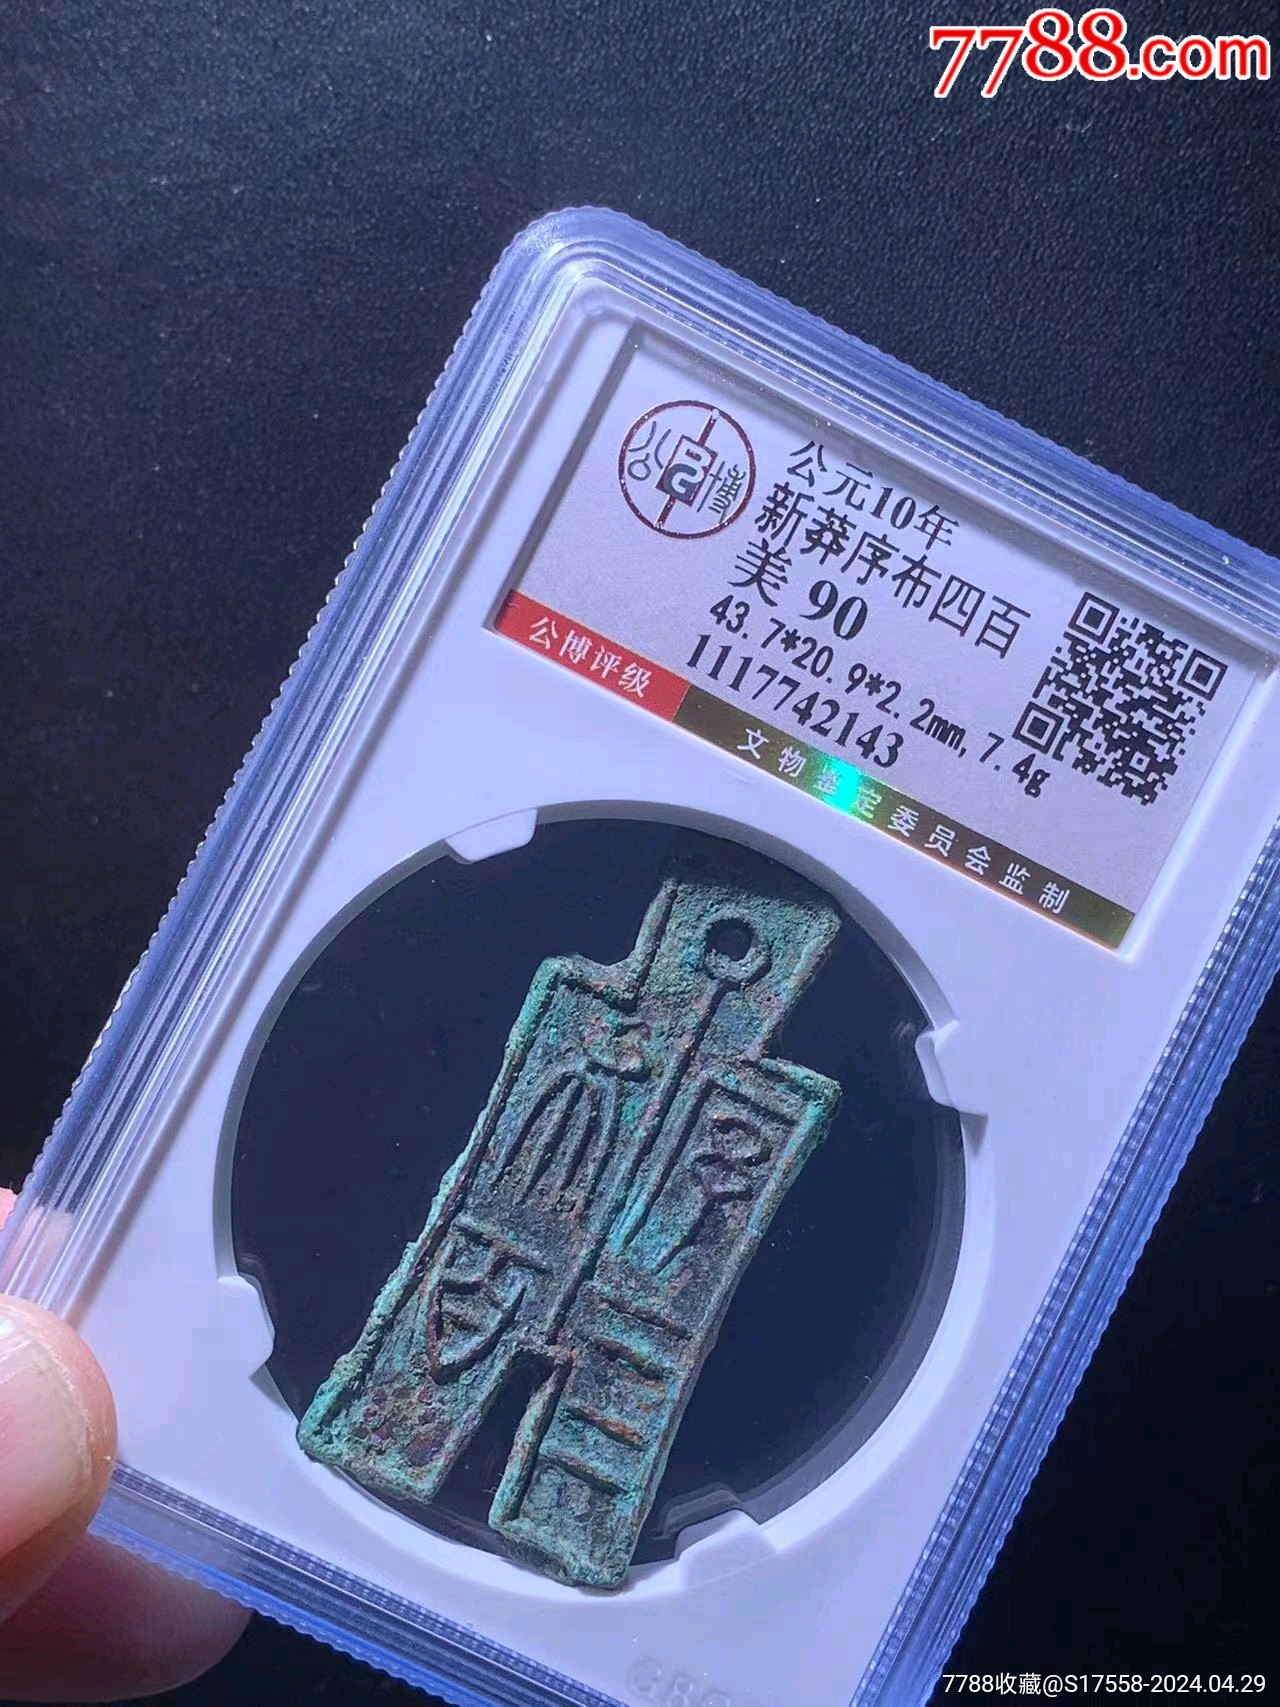 7788.com
公博
公元10年
新莽序布四百
美 90
43.7*20.9*2.2mm,7.4g
1117742143
公博评级
文物鉴定委员会监制
7788收藏@S17558-2024.04.29